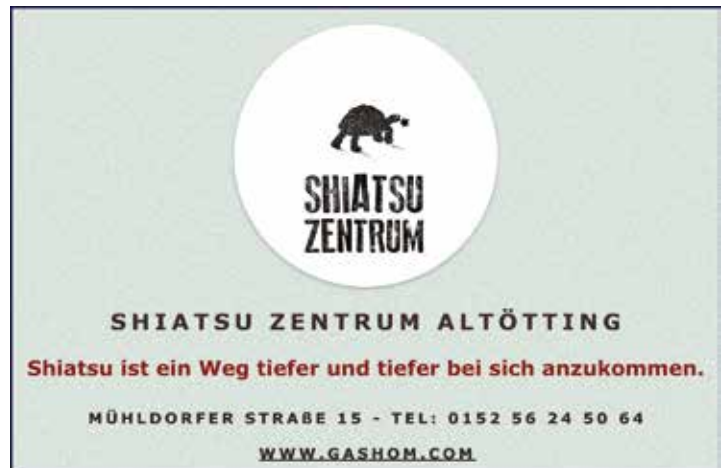 SHIATSU
ZENTRUM
SHIATSU ZENTRUM ALTÖTTING
Shiatsu ist ein Weg tiefer und tiefer bei sich anzukommen.
MÜHLDORFER STRAßE 15 - TEL: 0152 56 24 50 64
WWW.GASHOM.COM